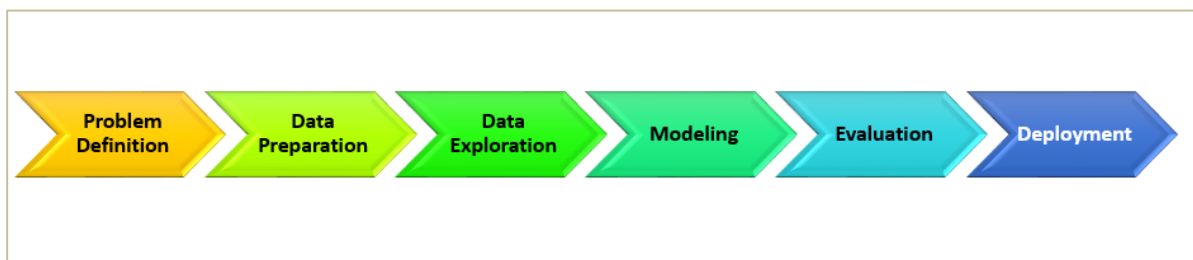 Problem
Definition
Data
Preparation
Data
Exploration
Modeling
Evaluation
Deployment